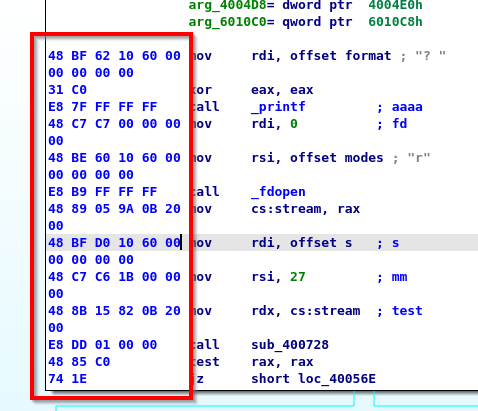 arg_4004D8= dword ptr  4004E0h
arg_6010C0= qword ptr  6010C8h
48 BF 62 10 60 00 mov rdi, offset format ; "? "
00 00 00 00
31 C0 xor eax, eax
E8 7F FF FF FF call _printf ; aaaa
48 C7 C7 00 00 00 mov rdi, 0 ; fd
00
48 BE 60 10 60 00 mov rsi, offset modes ; "r"
00 00 00 00
E8 B9 FF FF FF call _fdopen
48 89 05 9A 0B 20 mov cs:stream, rax
00
48 BF D0 10 60 00 mov rdi, offset s ; s
00 00 00 00
48 C7 C6 1B 00 00 mov rsi, 27 ; mm
00
48 8B 15 82 0B 20 mov rdx, cs:stream ; test
00
E8 DD 01 00 00 call sub_400728
48 85 C0 test rax, rax
74 1E jz short loc_40056E